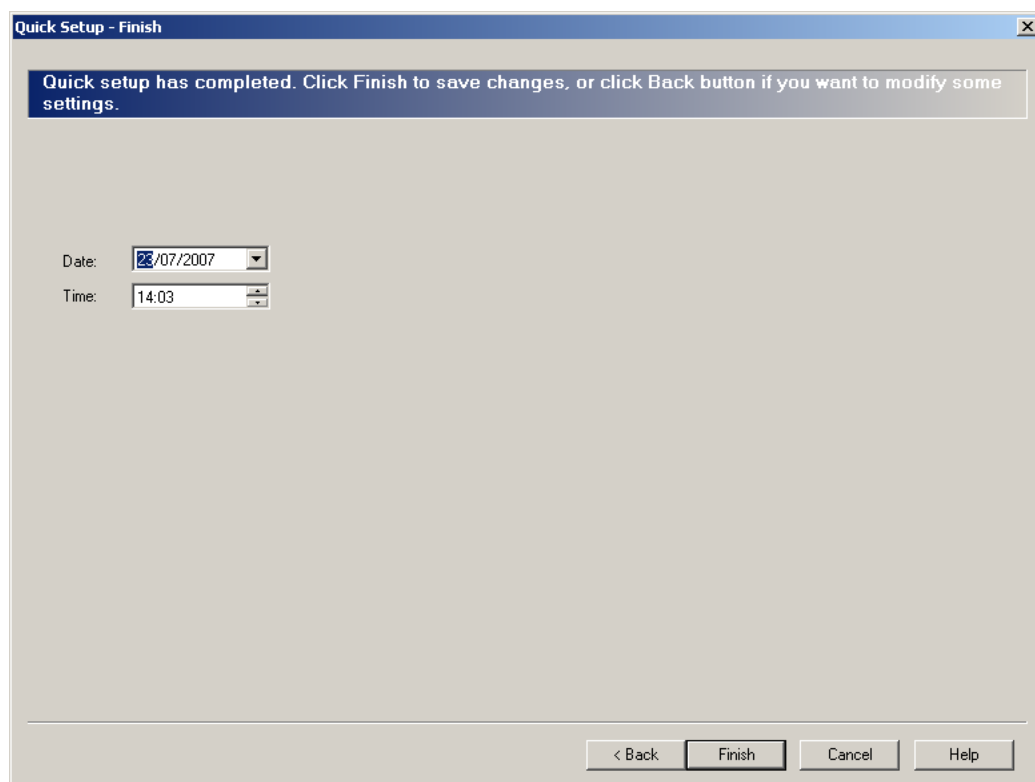 Quick Setup - Finish
Quick setup has completed. Click Finish to save changes, or click Back button if you want to modify some
settings.
Date: 23/07/2007
Time: 14:03
< Back Finish Cancel Help